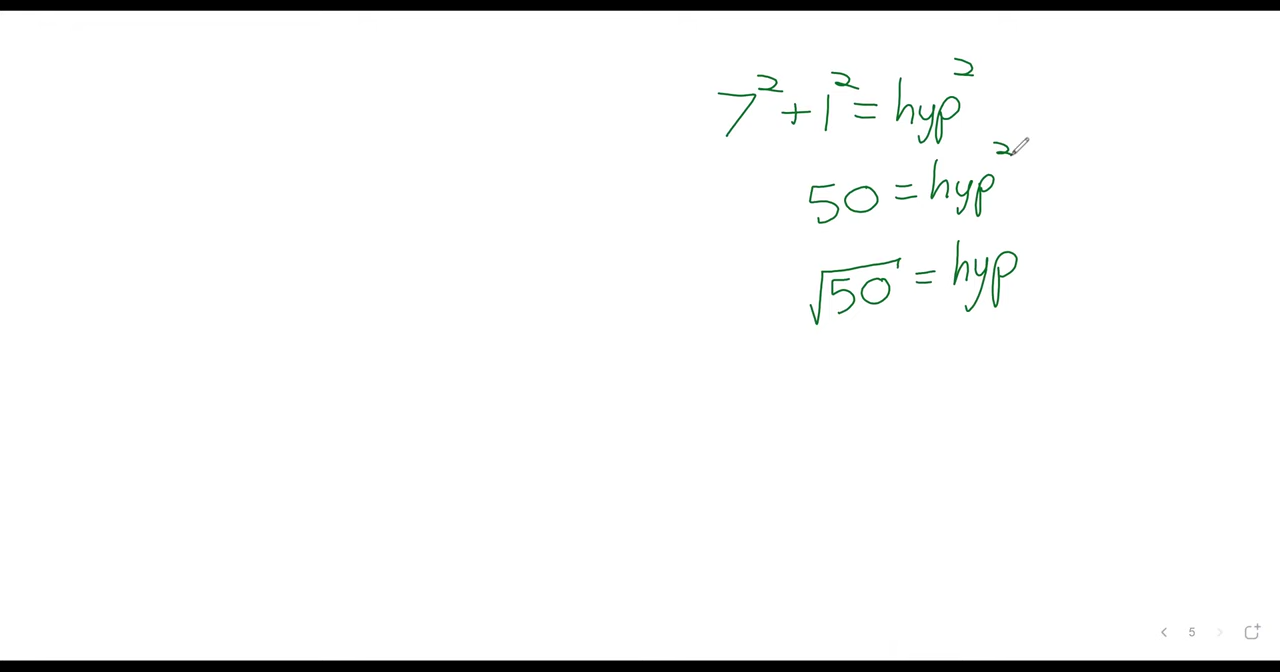 7² + 1² = hyp²
50 = hyp²
√50 = hyp
< 5 >